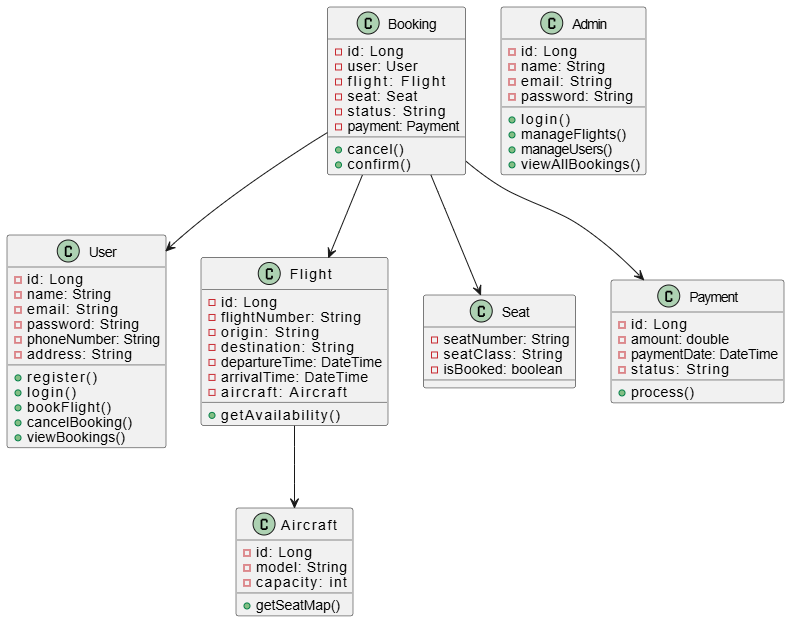 C Booking
id: Long
user: User
flight: Flight
seat: Seat
status: String
payment: Payment
cancel()
confirm()
C Admin
id: Long
name: String
email: String
password: String
login()
manageFlights()
manageUsers()
viewAllBookings()
C User
id: Long
name: String
email: String
password: String
phoneNumber: String
address: String
register()
login()
bookFlight()
cancelBooking()
viewBookings()
C Flight
id: Long
flightNumber: String
origin: String
destination: String
departureTime: DateTime
arrivalTime: DateTime
aircraft: Aircraft
getAvailability()
C Seat
seatNumber: String
seatClass: String
isBooked: boolean
C Payment
id: Long
amount: double
paymentDate: DateTime
status: String
process()
C Aircraft
id: Long
model: String
capacity: int
getSeatMap()